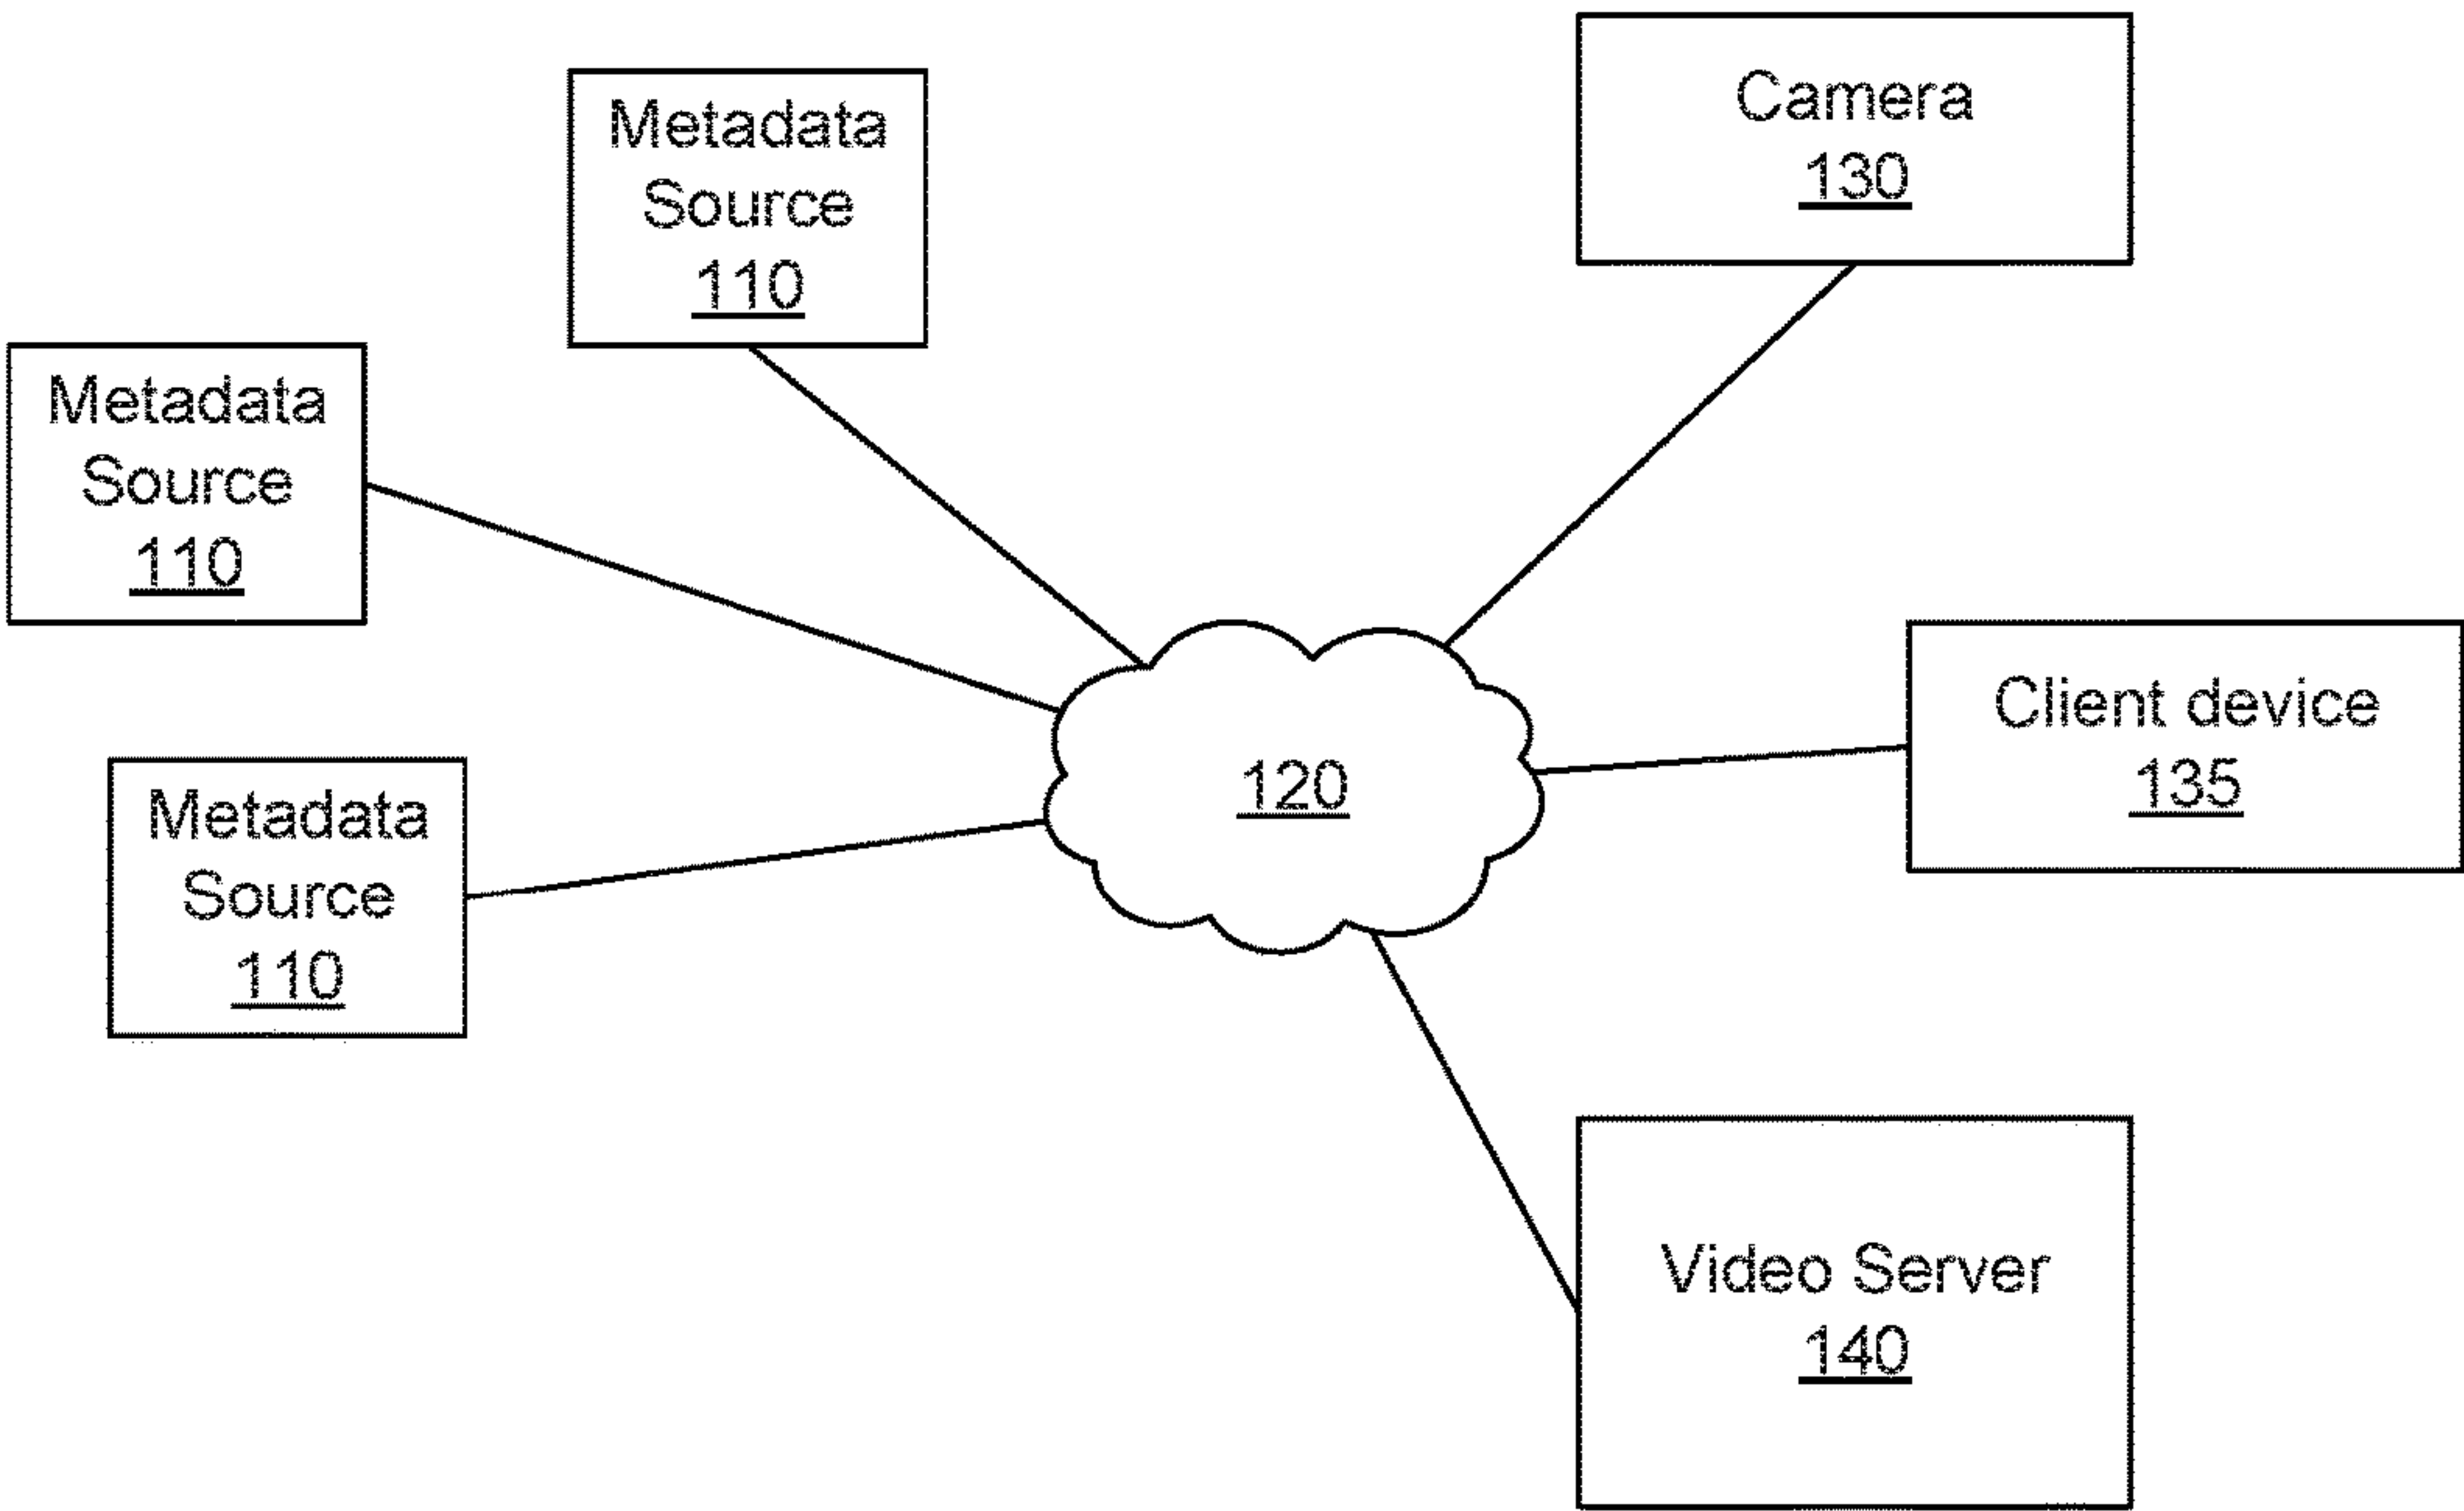 Metadata
Source
110
Camera
130
Metadata
Source
110
Client device
135
Metadata
Source
110
120
Video Server
140